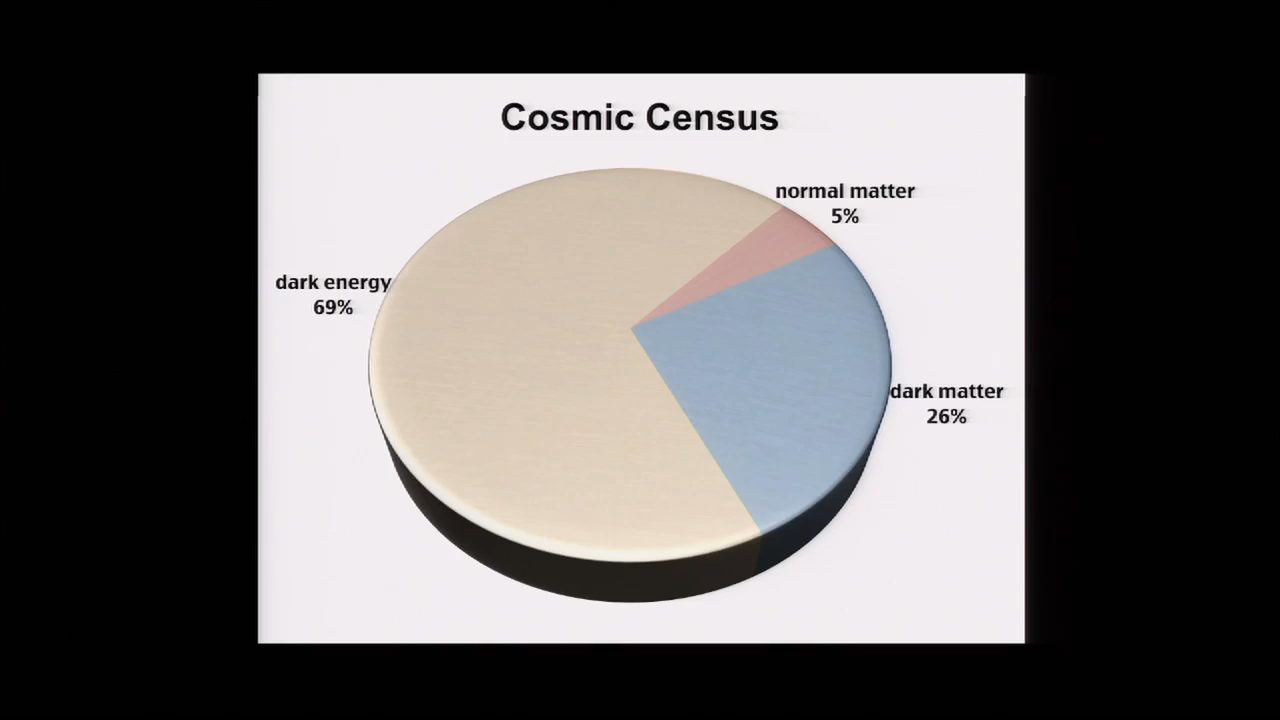 Cosmic Census
normal matter
5%
dark energy
69%
dark matter
26%